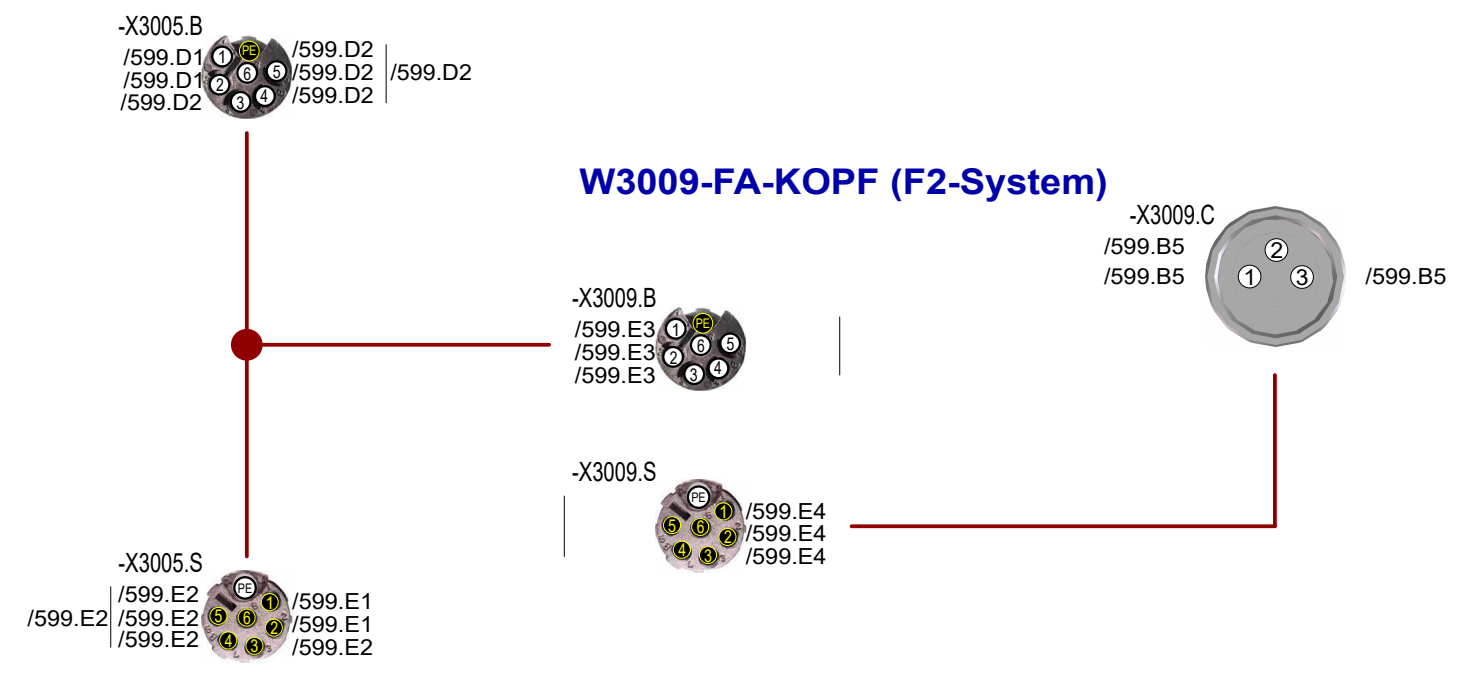 -X3005.B
/599.D1 1 PE /599.D2
/599.D1 2 6 5 /599.D2 /599.D2
/599.D2 3 4 /599.D2
W3009-FA-KOPF (F2-System)
-X3009.C
/599.B5 2
/599.B5 1 3 /599.B5
-X3009.B
/599.E3 1 PE
/599.E3 2 6 5
/599.E3 3 4
-X3009.S
PE
1 /599.E4
5 6 2 /599.E4
4 3 /599.E4
-X3005.S
PE
/599.E2 1 /599.E1
/599.E2 /599.E2 5 6 2 /599.E1
/599.E2 4 3 /599.E2